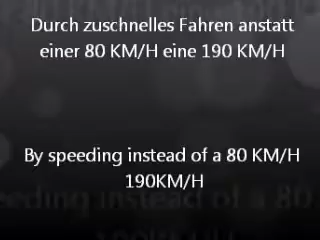 Durch zuschnelles Fahren anstatt
einer 80 KM/H eine 190 KM/H
By speeding instead of a 80 KM/H
190KM/H